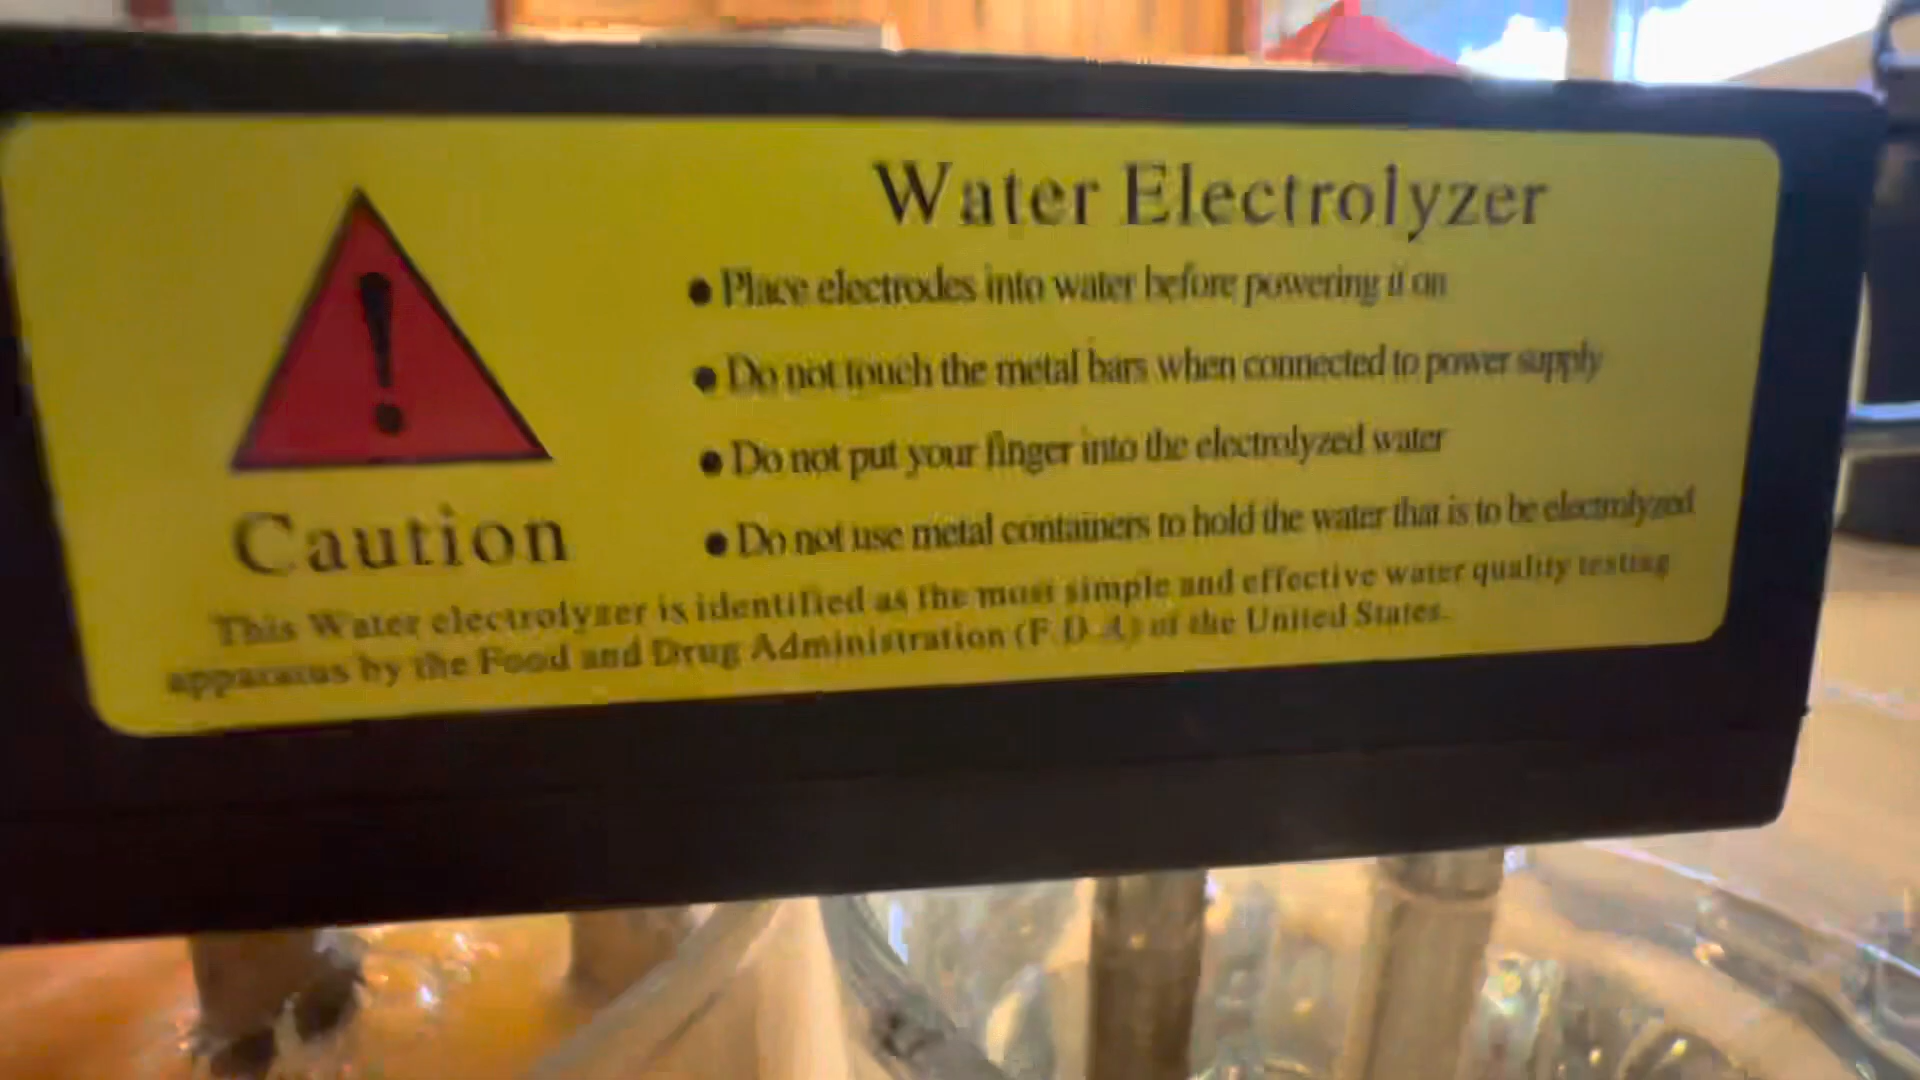 Water Electrolyzer
● Place electrodes into water before powering it on
● Do not touch the metal bars when connected to power supply
● Do not put your finger into the electrolyzed water
● Do not use metal containers to hold the water that is to be electrolyzed
Caution
This Water electrolyzer is identified as the most simple and effective water quality testing
apparatus by the Food and Drug Administration (F.D.A) of the United States.